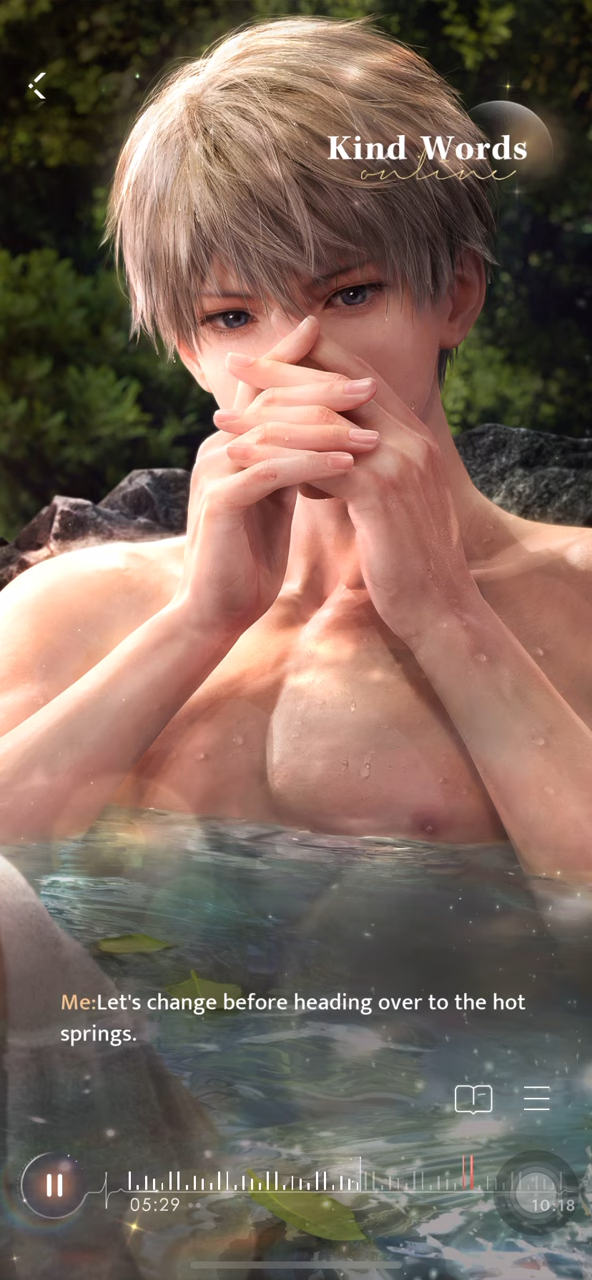 Kind Words
online
Me:Let's change before heading over to the hot
springs.
05:29
10:18